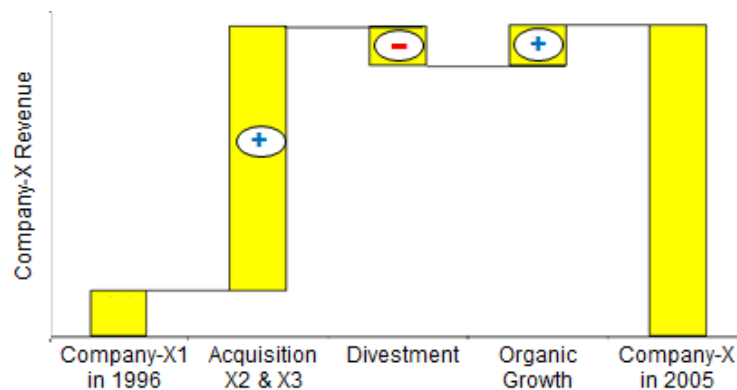 Company-X Revenue
+
-
+
Company-X1
in 1996
Acquisition
X2 & X3
Divestment
Organic
Growth
Company-X
in 2005